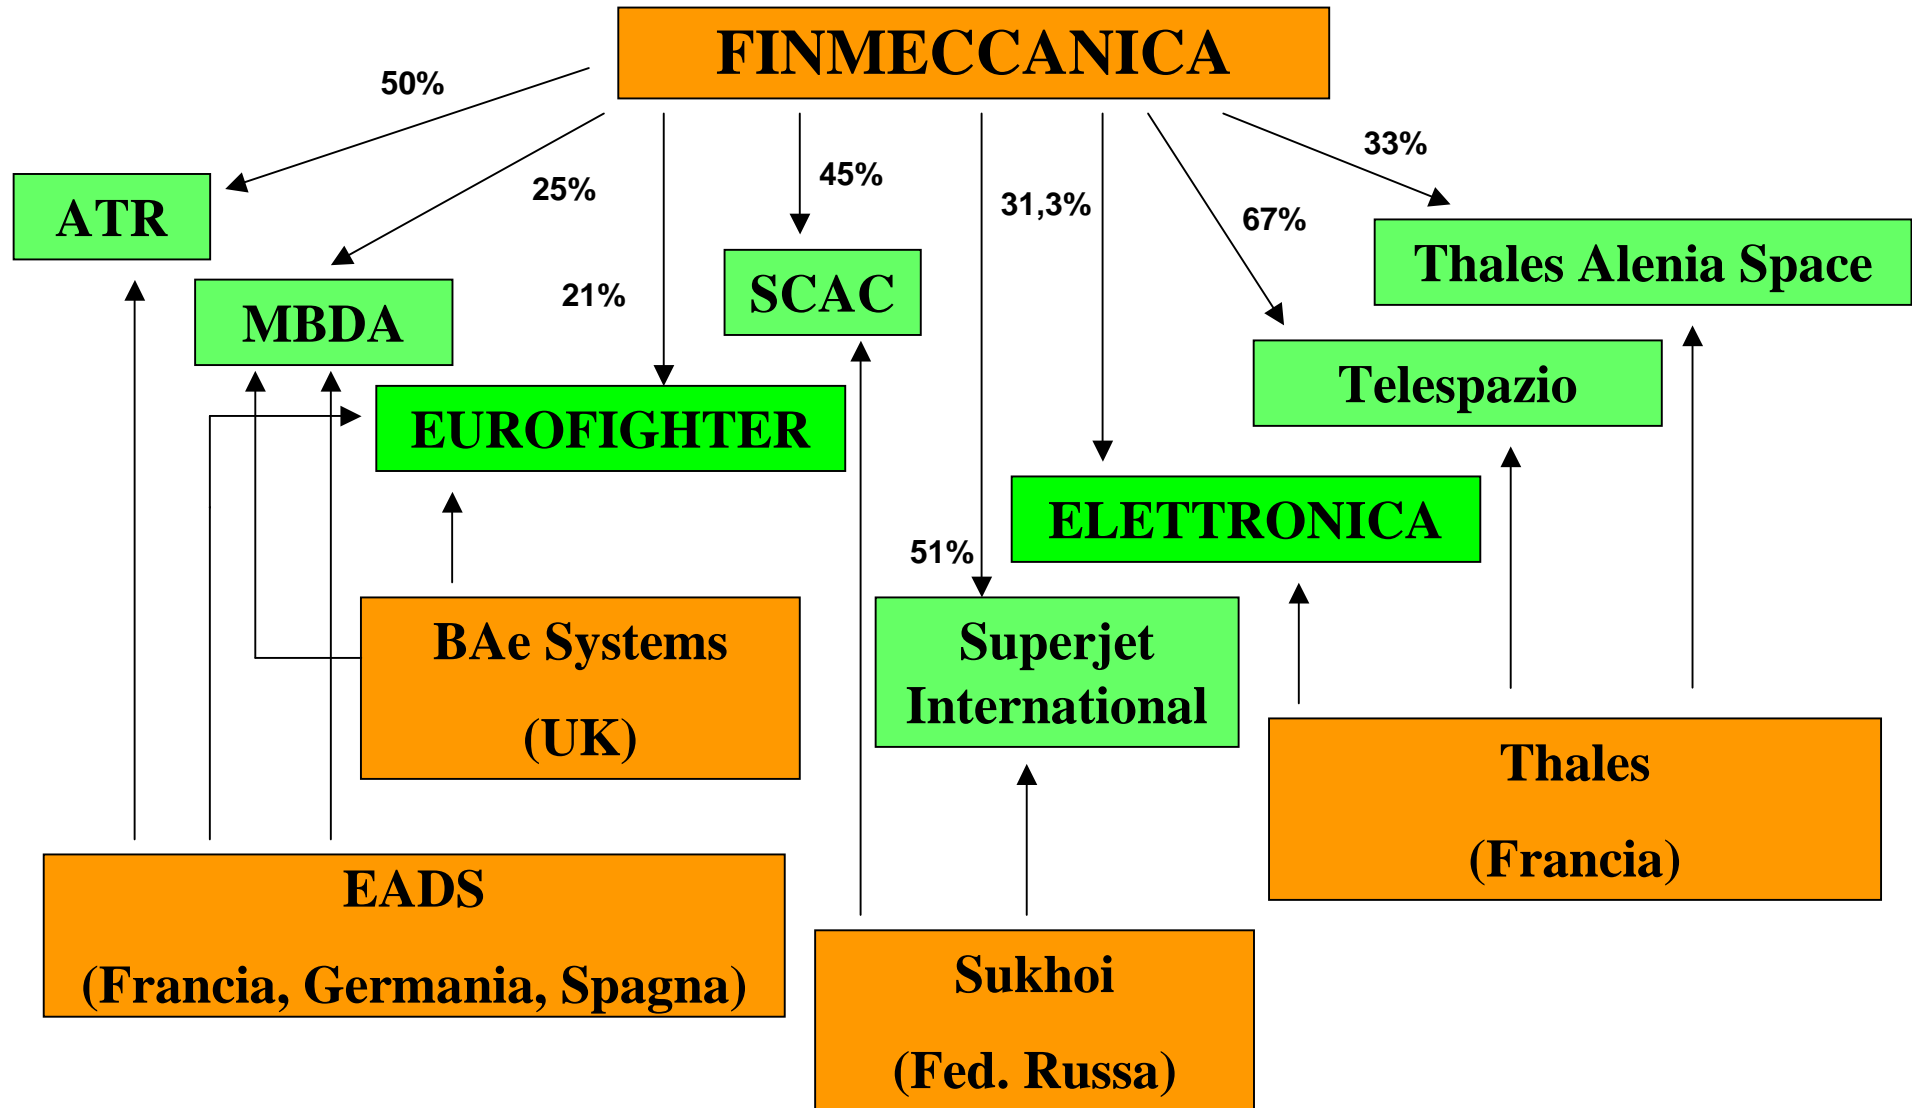 FINMECCANICA
50%
25%
21%
45%
31,3%
67%
33%
51%
ATR
MBDA
EUROFIGHTER
SCAC
Thales Alenia Space
Telespazio
ELETTRONICA
BAe Systems
(UK)
Superjet
International
Thales
(Francia)
EADS
(Francia, Germania, Spagna)
Sukhoi
(Fed. Russa)